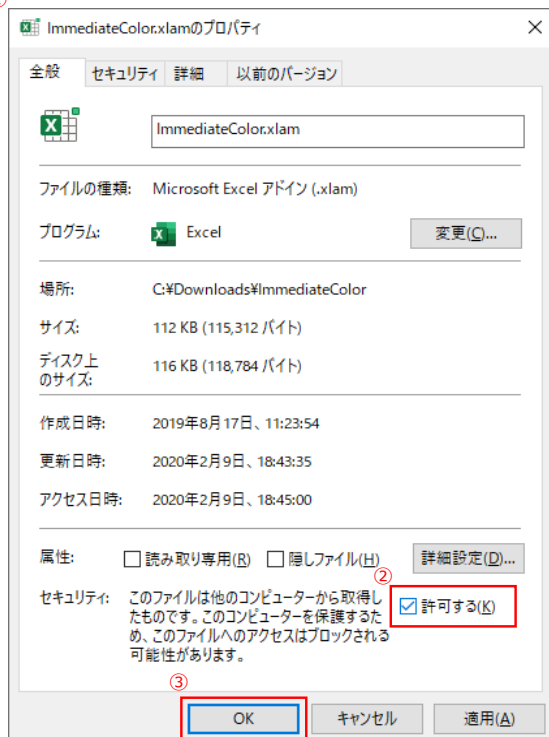 ImmediateColor.xlamのプロパティ
全般 セキュリティ 詳細 以前のバージョン
ImmediateColor.xlam
ファイルの種類: Microsoft Excel アドイン (.xlam)
プログラム: Excel 変更(C)...
場所: C:¥Downloads¥ImmediateColor
サイズ: 112 KB (115,312 バイト)
ディスク上
のサイズ: 116 KB (118,784 バイト)
作成日時: 2019年8月17日、11:23:54
更新日時: 2020年2月9日、18:43:35
アクセス日時: 2020年2月9日、18:45:00
属性: 読み取り専用(R) 隠しファイル(H) 詳細設定(D)...
②
セキュリティ: このファイルは他のコンピューターから取得し
たものです。このコンピューターを保護するた
め、このファイルへのアクセスはブロックされる
可能性があります。
許可する(K)
③
OK キャンセル 適用(A)